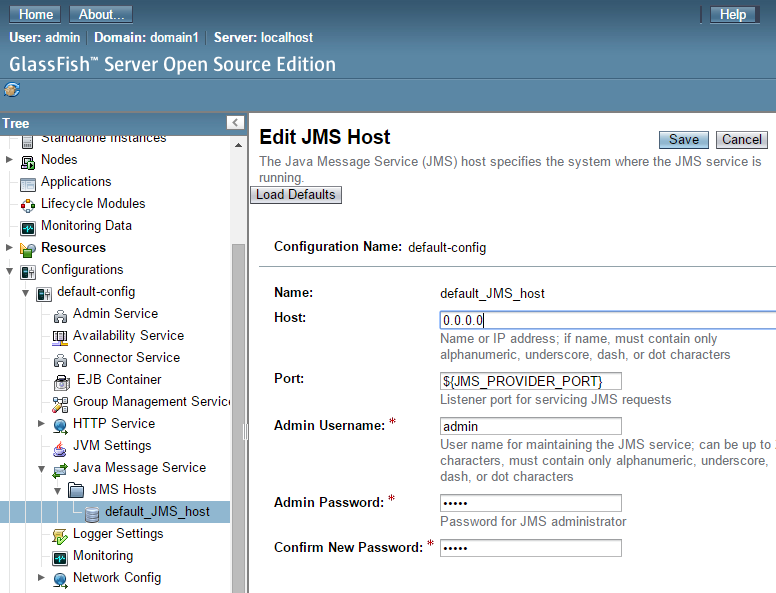 Home About...
Help
User: admin Domain: domain1 Server: localhost
GlassFish™ Server Open Source Edition
Tree
Standalone Instances
Nodes
Applications
Lifecycle Modules
Monitoring Data
Resources
Configurations
default-config
Admin Service
Availability Service
Connector Service
EJB Container
Group Management Service
HTTP Service
JVM Settings
Java Message Service
JMS Hosts
default_JMS_host
Logger Settings
Monitoring
Network Config
Edit JMS Host
Save Cancel
The Java Message Service (JMS) host specifies the system where the JMS service is
running.
Load Defaults
Configuration Name: default-config
Name: default_JMS_host
Host: 0.0.0.0
Name or IP address; if name, must contain only
alphanumeric, underscore, dash, or dot characters
Port: ${JMS_PROVIDER_PORT}
Listener port for servicing JMS requests
Admin Username: * admin
User name for maintaining the JMS service; can be up to
characters, must contain only alphanumeric, underscore,
dash, or dot characters
Admin Password: * •••••
Password for JMS administrator
Confirm New Password: * •••••